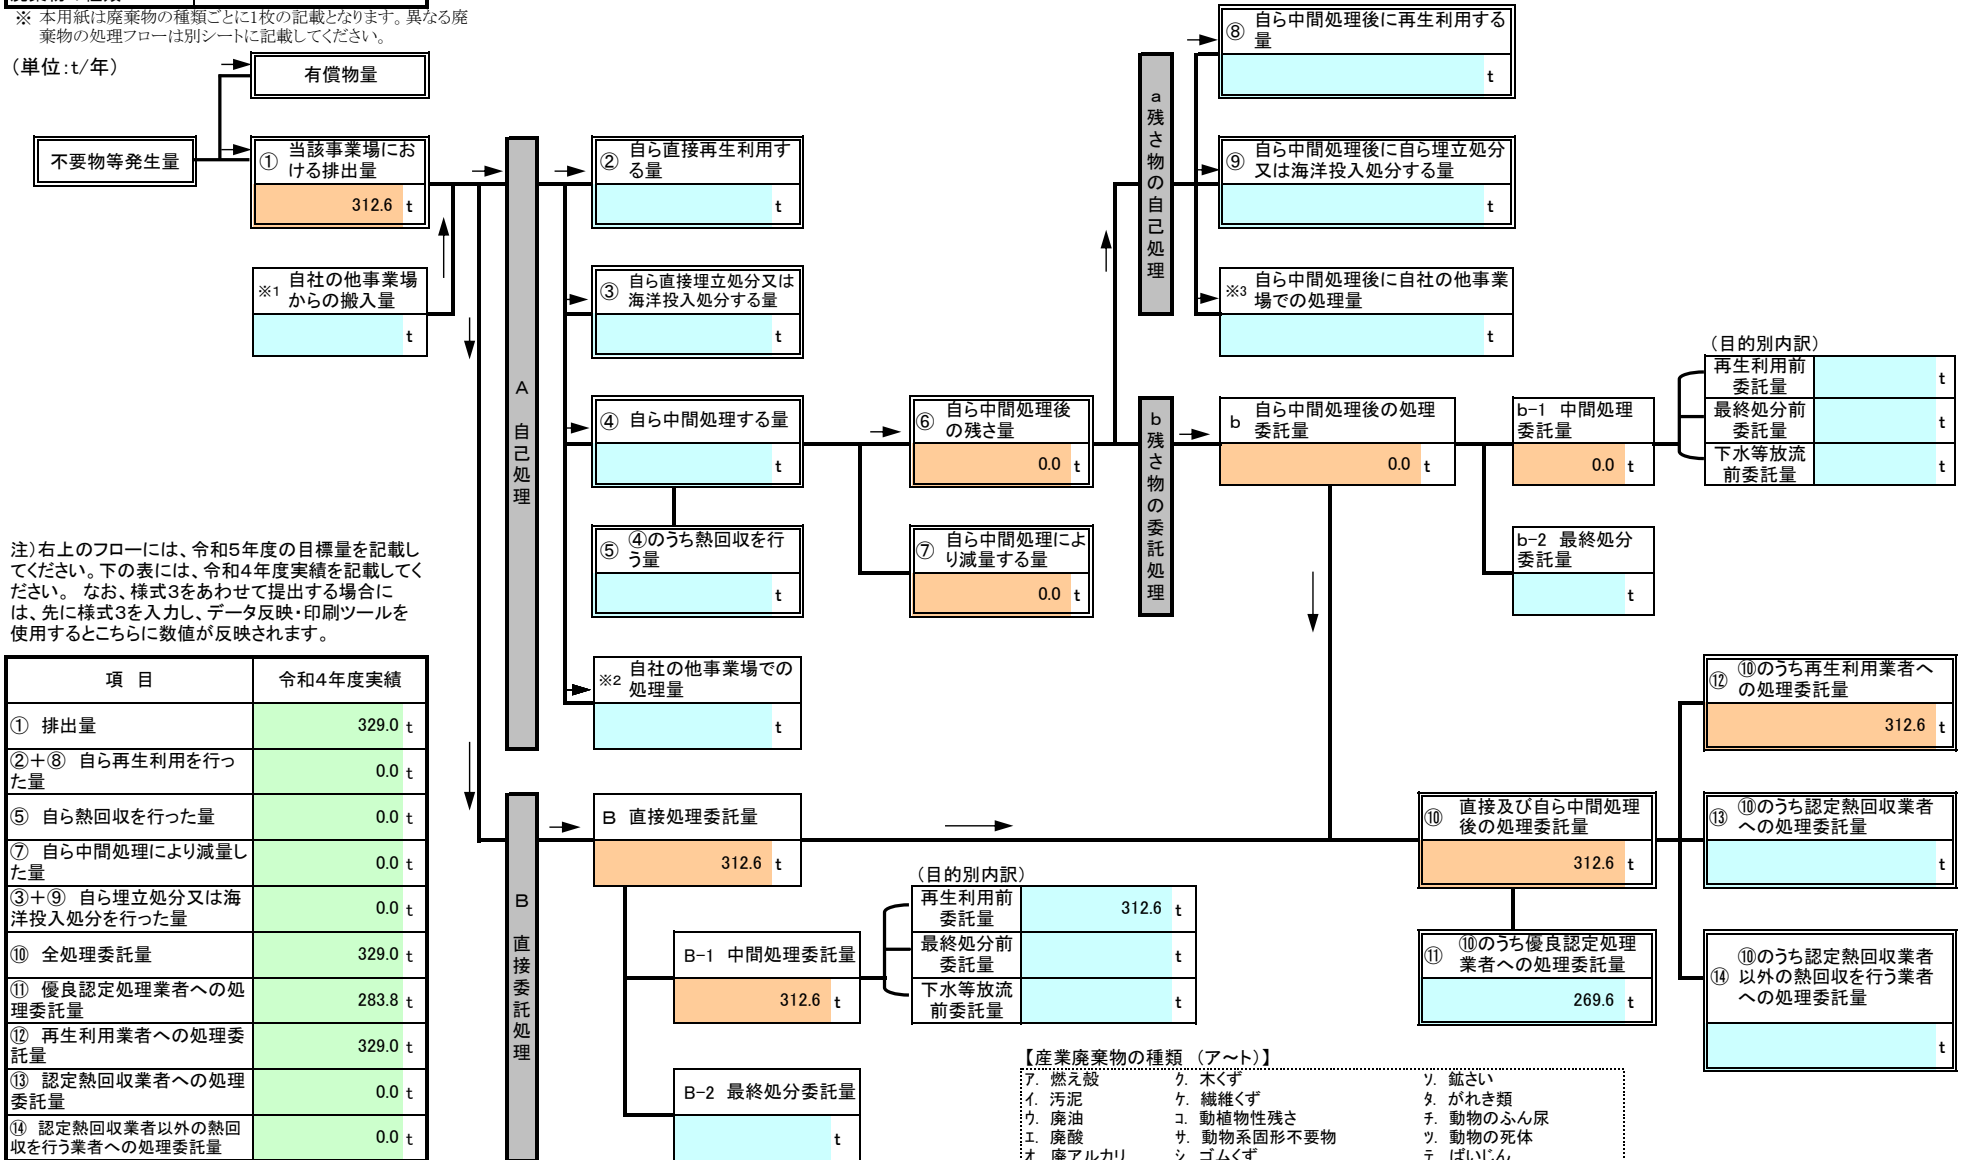 ※ 本用紙は廃棄物の種類ごとに1枚の記載となります。異なる廃
棄物の処理フローは別シートに記載してください。
（単位:t/年）
有償物量
不要物等発生量
① 当該事業場にお
ける排出量
312.6 t
※1 自社の他事業場
からの搬入量
t
A 自己処理
② 自ら直接再生利用す
る量
t
③ 自ら直接埋立処分又は
海洋投入処分する量
t
④ 自ら中間処理する量
t
⑤ ④のうち熱回収を行
う量
t
※2 自社の他事業場での
処理量
t
⑥ 自ら中間処理後
の残さ量
0.0 t
⑦ 自ら中間処理によ
り減量する量
0.0 t
a 残さ物の自己処理
⑧ 自ら中間処理後に再生利用する
量
t
⑨ 自ら中間処理後に自ら埋立処分
又は海洋投入処分する量
t
※3 自ら中間処理後に自社の他事業
場での処理量
t
b 残さ物の委託処理
b 自ら中間処理後の処理
委託量
0.0 t
b-1 中間処理
委託量
0.0 t
（目的別内訳）
再生利用前
委託量
t
最終処分前
委託量
t
下水等放流
前委託量
t
b-2 最終処分
委託量
t
注）右上のフローには、令和5年度の目標量を記載し
てください。下の表には、令和4年度実績を記載してく
ださい。 なお、様式3をあわせて提出する場合に
は、先に様式3を入力し、データ反映・印刷ツールを
使用するとこちらに数値が反映されます。
項 目 令和4年度実績
① 排出量 329.0 t
②＋⑧ 自ら再生利用を行っ
た量 0.0 t
⑤ 自ら熱回収を行った量 0.0 t
⑦ 自ら中間処理により減量し
た量 0.0 t
③＋⑨ 自ら埋立処分又は海
洋投入処分を行った量 0.0 t
⑩ 全処理委託量 329.0 t
⑪ 優良認定処理業者への処
理委託量 283.8 t
⑫ 再生利用業者への処理委
託量 329.0 t
⑬ 認定熱回収業者への処理
委託量 0.0 t
⑭ 認定熱回収業者以外の熱回
収を行う業者への処理委託量 0.0 t
B 直接委託処理
B 直接処理委託量
312.6 t
B-1 中間処理委託量
312.6 t
B-2 最終処分委託量
t
（目的別内訳）
再生利用前
委託量
312.6 t
最終処分前
委託量
t
下水等放流
前委託量
t
⑩ 直接及び自ら中間処理
後の処理委託量
312.6 t
⑪ ⑩のうち優良認定処理
業者への処理委託量
269.6 t
⑫ ⑩のうち再生利用業者へ
の処理委託量
312.6 t
⑬ ⑩のうち認定熱回収業者
への処理委託量
t
⑭ ⑩のうち認定熱回収業者
以外の熱回収を行う業者
への処理委託量
t
【産業廃棄物の種類 （ア～ト）】
ア. 燃え殻 ク. 木くず ソ. 鉱さい
イ. 汚泥 ケ. 繊維くず タ. がれき類
ウ. 廃油 コ. 動植物性残さ チ. 動物のふん尿
エ. 廃酸 サ. 動物系固形不要物 ツ. 動物の死体
オ. 廃アルカリ シ. ゴムくず テ. ばいじん